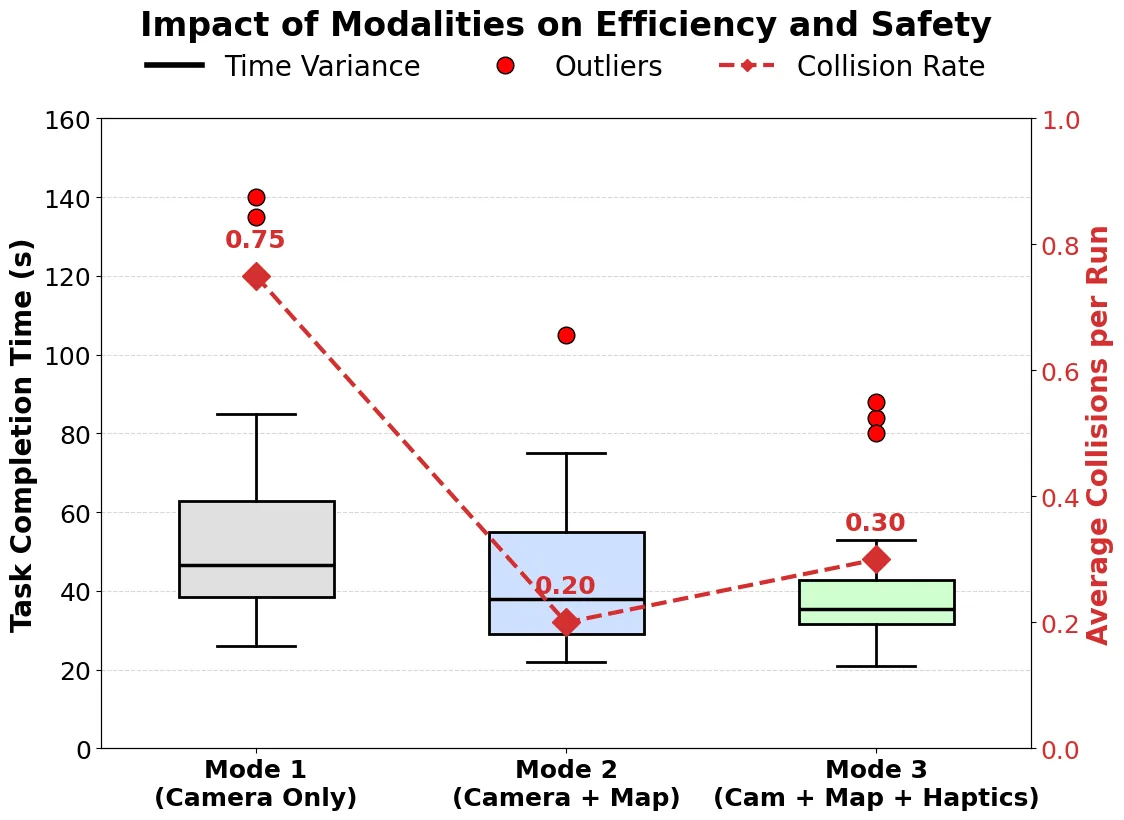 Impact of Modalities on Efficiency and Safety
Time Variance Outliers Collision Rate
160
140
120
100
80
60
40
20
0
Task Completion Time (s)
1.0
0.8
0.6
0.4
0.2
0.0
Average Collisions per Run
0.75
0.20
0.30
Mode 1
(Camera Only)
Mode 2
(Camera + Map)
Mode 3
(Cam + Map + Haptics)